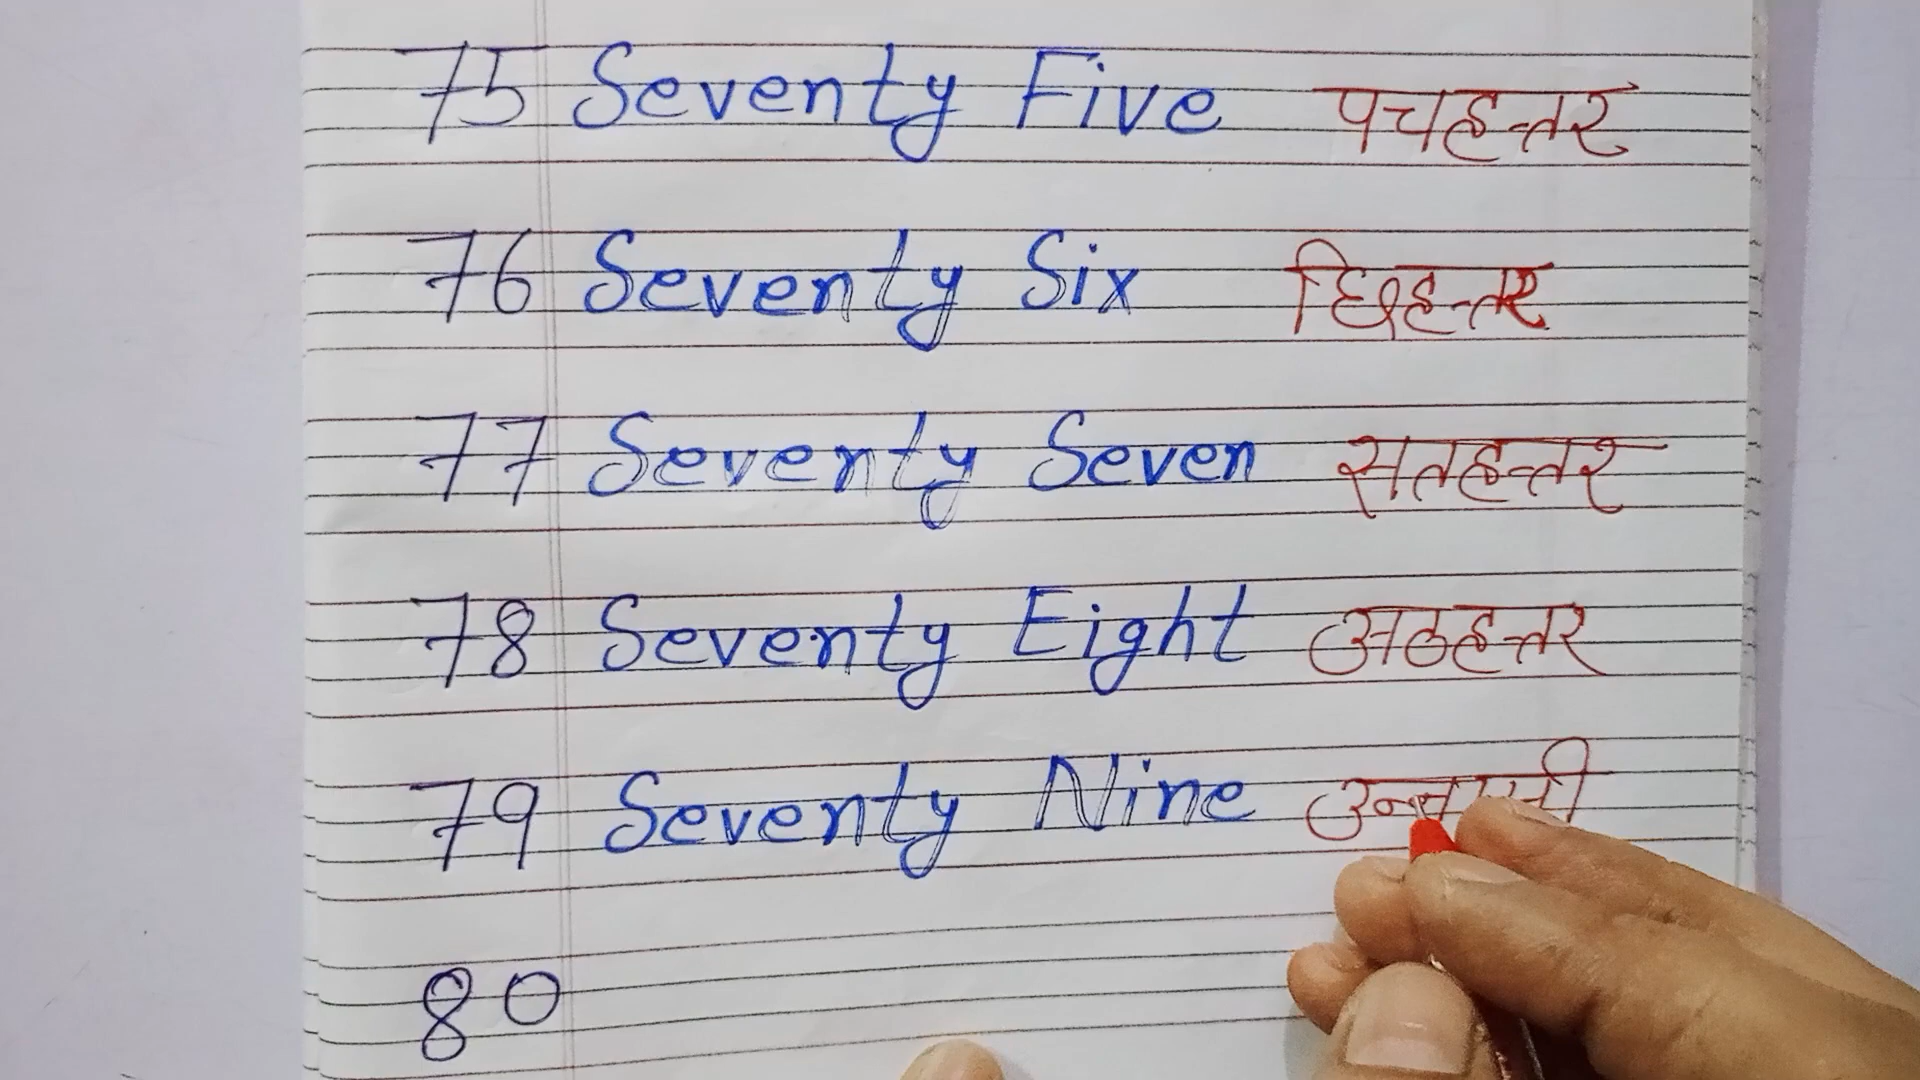 75 Seventy Five पचहत्तर
76 Seventy Six छिहत्तर
77 Seventy Seven सतहत्तर
78 Seventy Eight अठहत्तर
79 Seventy Nine
80